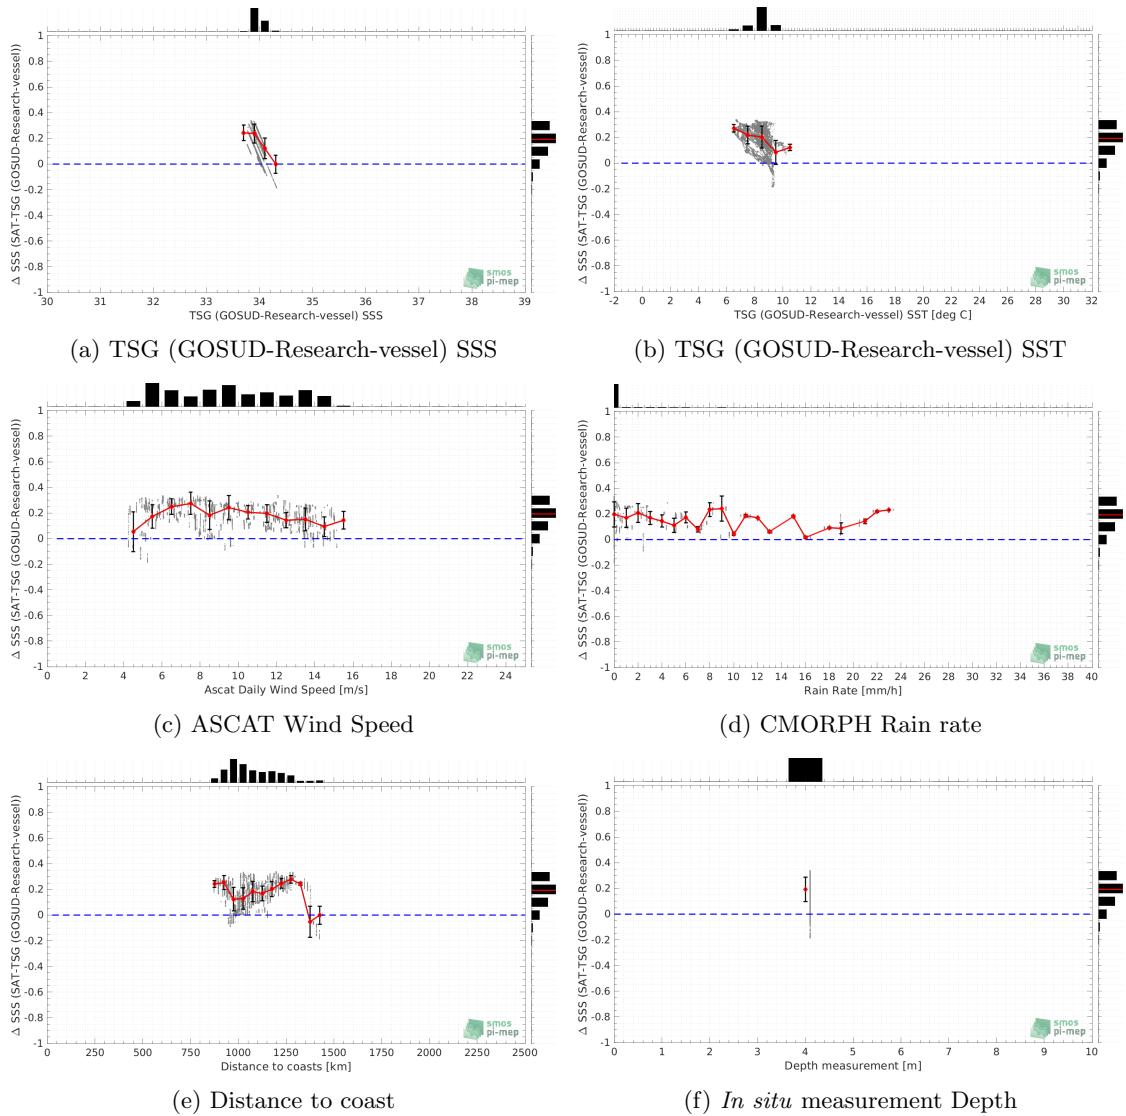 Δ SSS (SAT-TSG (GOSUD-Research-vessel))
1
0.8
0.6
0.4
0.2
0
-0.2
-0.4
-0.6
-0.8
-1
30 31 32 33 34 35 36 37 38 39
TSG (GOSUD-Research-vessel) SSS
smos
pi-mep
(a) TSG (GOSUD-Research-vessel) SSS
Δ SSS (SAT-TSG (GOSUD-Research-vessel))
1
0.8
0.6
0.4
0.2
0
-0.2
-0.4
-0.6
-0.8
-1
-2 0 2 4 6 8 10 12 14 16 18 20 22 24 26 28 30 32
TSG (GOSUD-Research-vessel) SST [deg C]
smos
pi-mep
(b) TSG (GOSUD-Research-vessel) SST
Δ SSS (SAT-TSG (GOSUD-Research-vessel))
1
0.8
0.6
0.4
0.2
0
-0.2
-0.4
-0.6
-0.8
-1
0 2 4 6 8 10 12 14 16 18 20 22 24
Ascat Daily Wind Speed [m/s]
smos
pi-mep
(c) ASCAT Wind Speed
Δ SSS (SAT-TSG (GOSUD-Research-vessel))
1
0.8
0.6
0.4
0.2
0
-0.2
-0.4
-0.6
-0.8
-1
0 2 4 6 8 10 12 14 16 18 20 22 24 26 28 30 32 34 36 38 40
Rain Rate [mm/h]
smos
pi-mep
(d) CMORPH Rain rate
Δ SSS (SAT-TSG (GOSUD-Research-vessel))
1
0.8
0.6
0.4
0.2
0
-0.2
-0.4
-0.6
-0.8
-1
0 250 500 750 1000 1250 1500 1750 2000 2250 2500
Distance to coasts [km]
smos
pi-mep
(e) Distance to coast
Δ SSS (SAT-TSG (GOSUD-Research-vessel))
1
0.8
0.6
0.4
0.2
0
-0.2
-0.4
-0.6
-0.8
-1
0 1 2 3 4 5 6 7 8 9 10
Depth measurement [m]
smos
pi-mep
(f) In situ measurement Depth